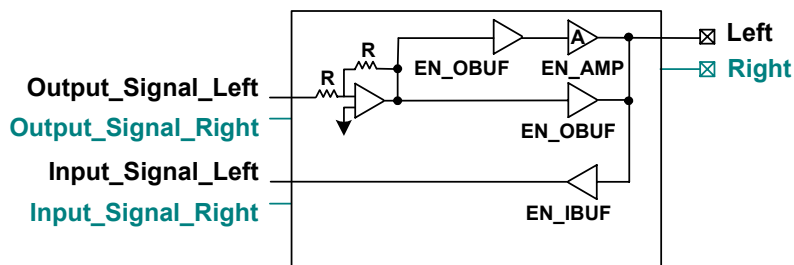 Left
Right
R
R
A
EN_OBUF
EN_AMP
Output_Signal_Left
Output_Signal_Right
EN_OBUF
Input_Signal_Left
Input_Signal_Right
EN_IBUF